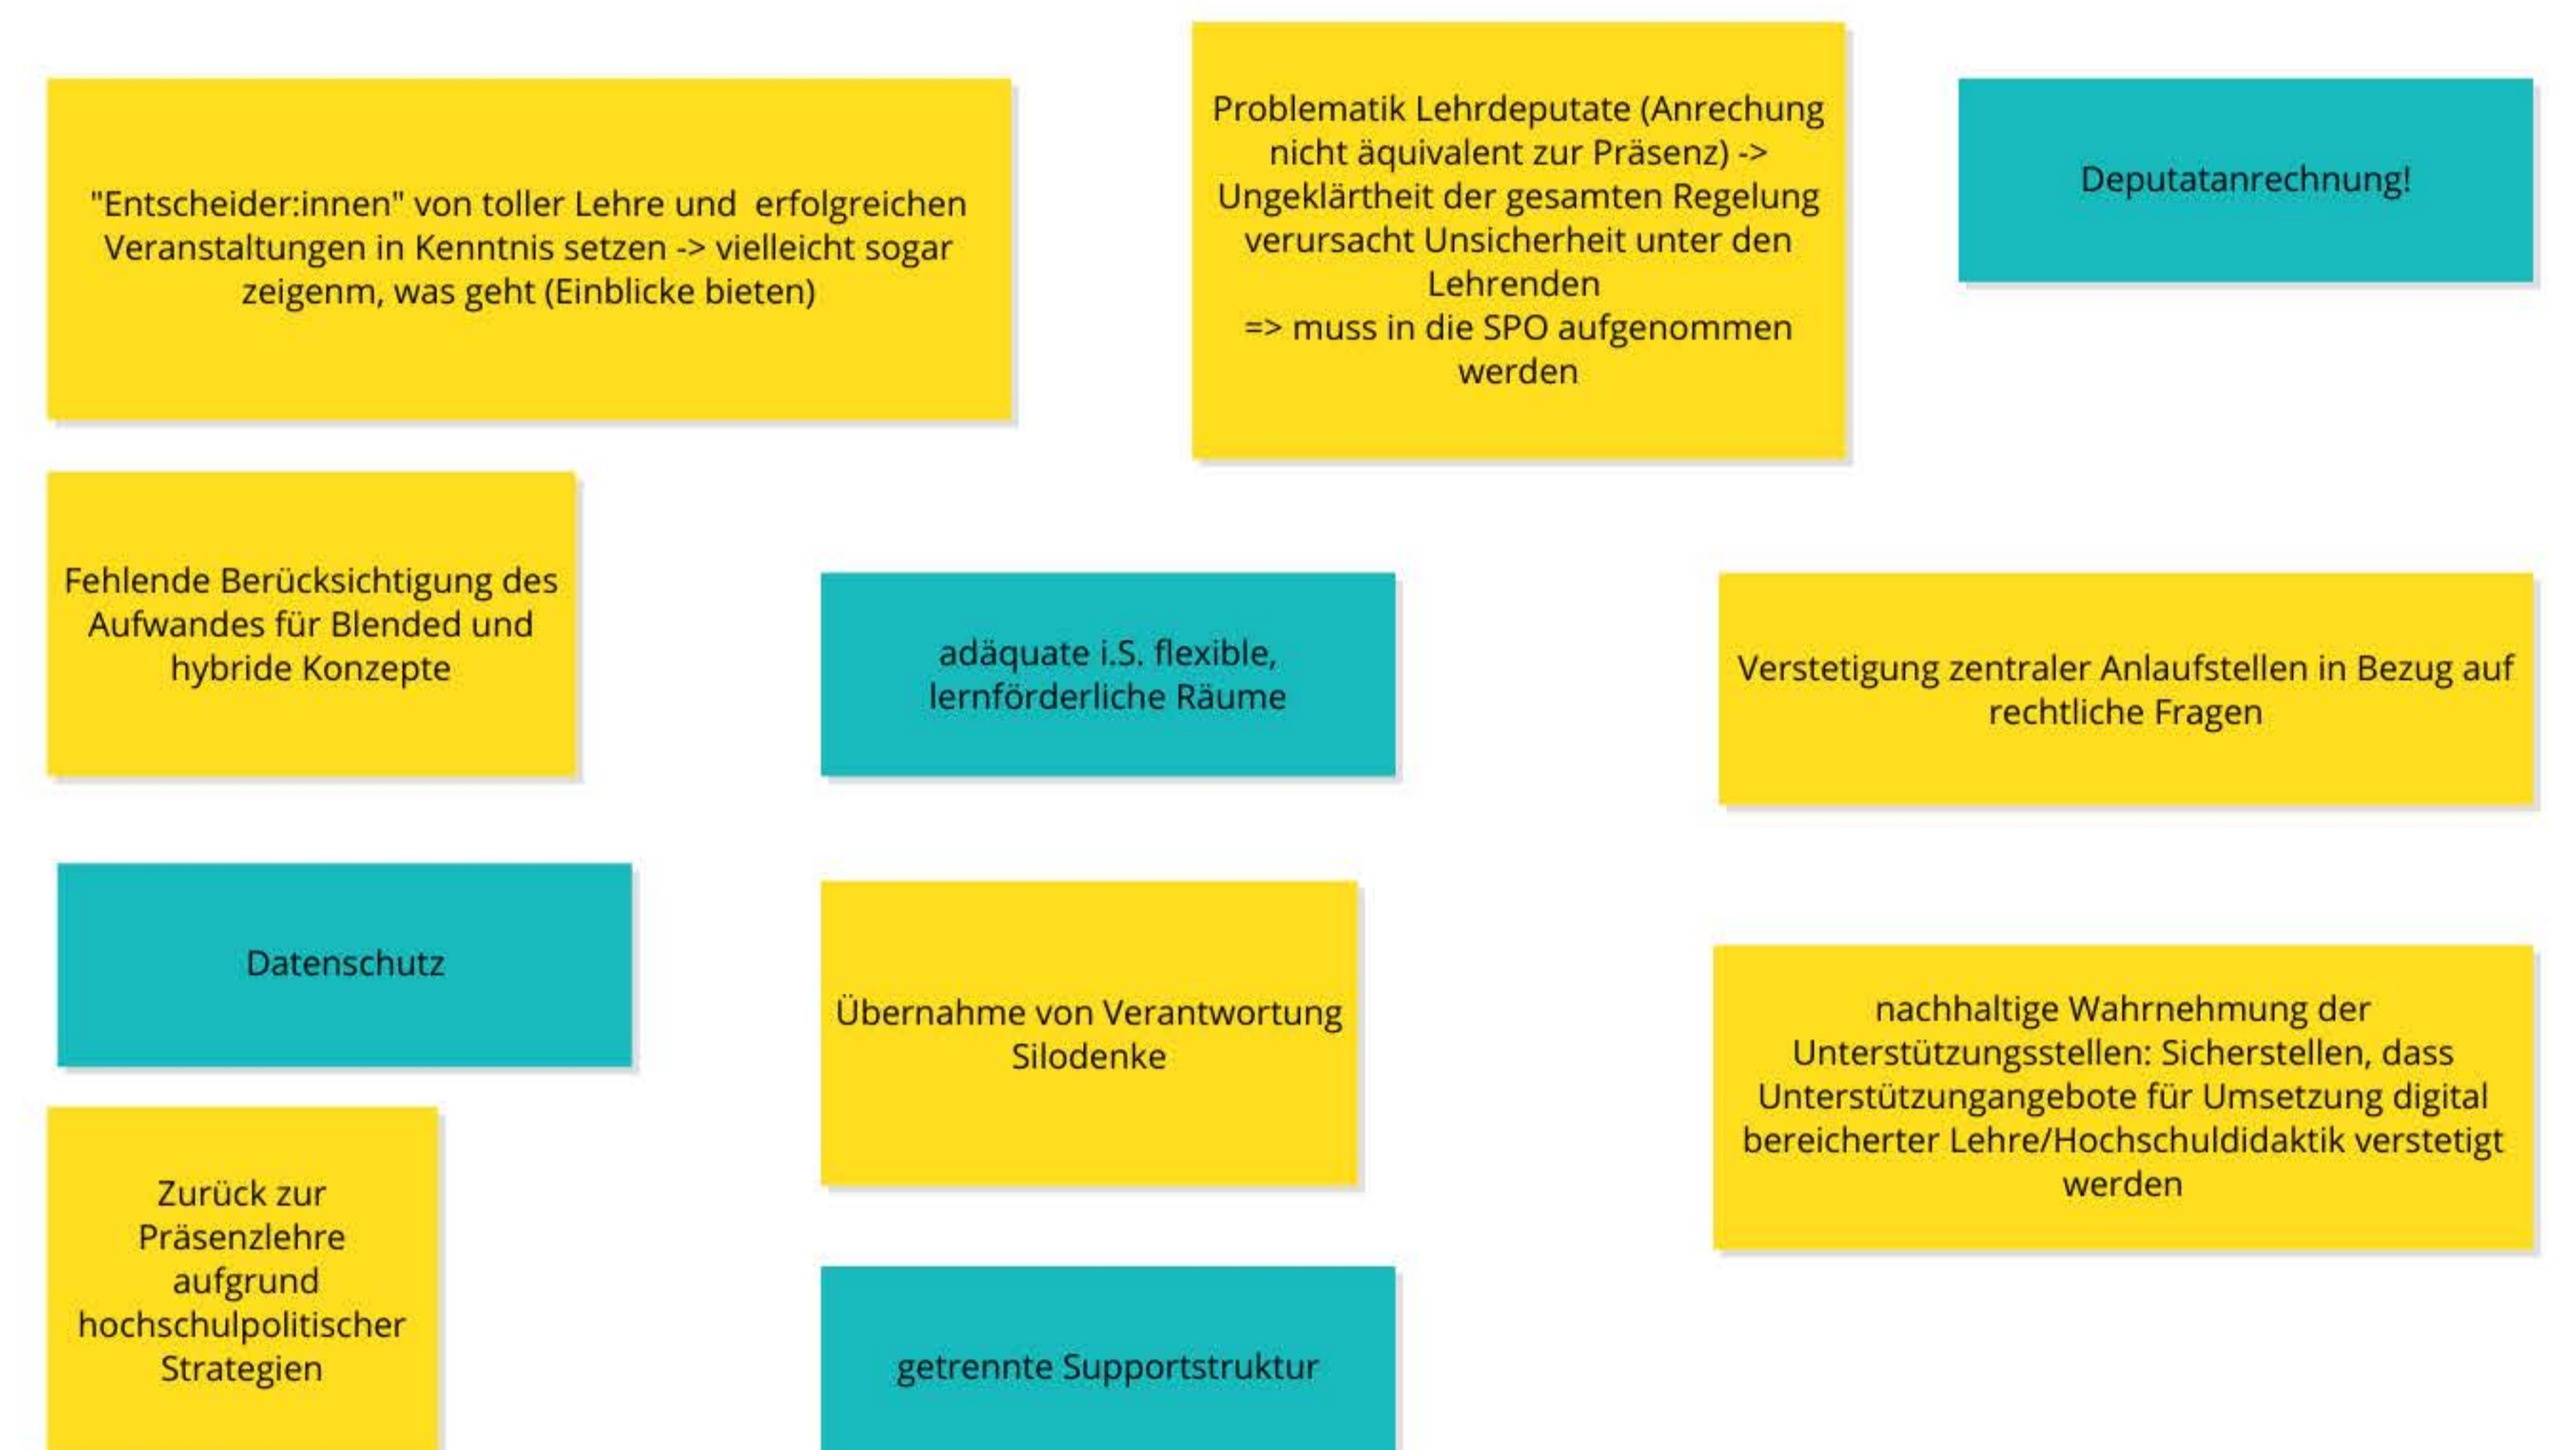 "Entscheider:innen" von toller Lehre und  erfolgreichen
Veranstaltungen in Kenntnis setzen -> vielleicht sogar
zeigenm, was geht (Einblicke bieten)
Problematik Lehrdeputate (Anrechung
nicht äquivalent zur Präsenz) ->
Ungeklärtheit der gesamten Regelung
verursacht Unsicherheit unter den
Lehrenden
=> muss in die SPO aufgenommen
werden
Deputatanrechnung!
Fehlende Berücksichtigung des
Aufwandes für Blended und
hybride Konzepte
adäquate i.S. flexible,
lernförderliche Räume
Verstetigung zentraler Anlaufstellen in Bezug auf
rechtliche Fragen
Datenschutz
Übernahme von Verantwortung
Silodenke
nachhaltige Wahrnehmung der
Unterstützungsstellen: Sicherstellen, dass
Unterstützungangebote für Umsetzung digital
bereicherter Lehre/Hochschuldidaktik verstetigt
werden
Zurück zur
Präsenzlehre
aufgrund
hochschulpolitischer
Strategien
getrennte Supportstruktur